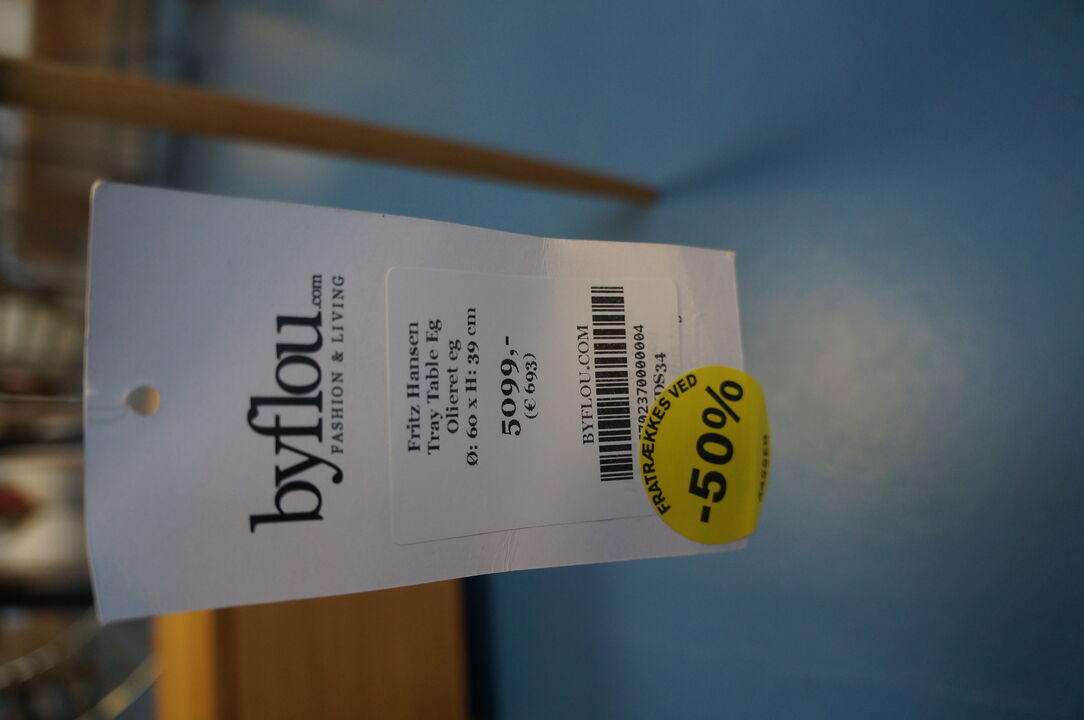 byflou.com
FASHION & LIVING
Fritz Hansen
Tray Table Eg
Olieret eg
Ø: 60 x H: 39 cm
5099,-
(€ 693)
BYFLOU.COM
FRATRÆKKES VED
-50%